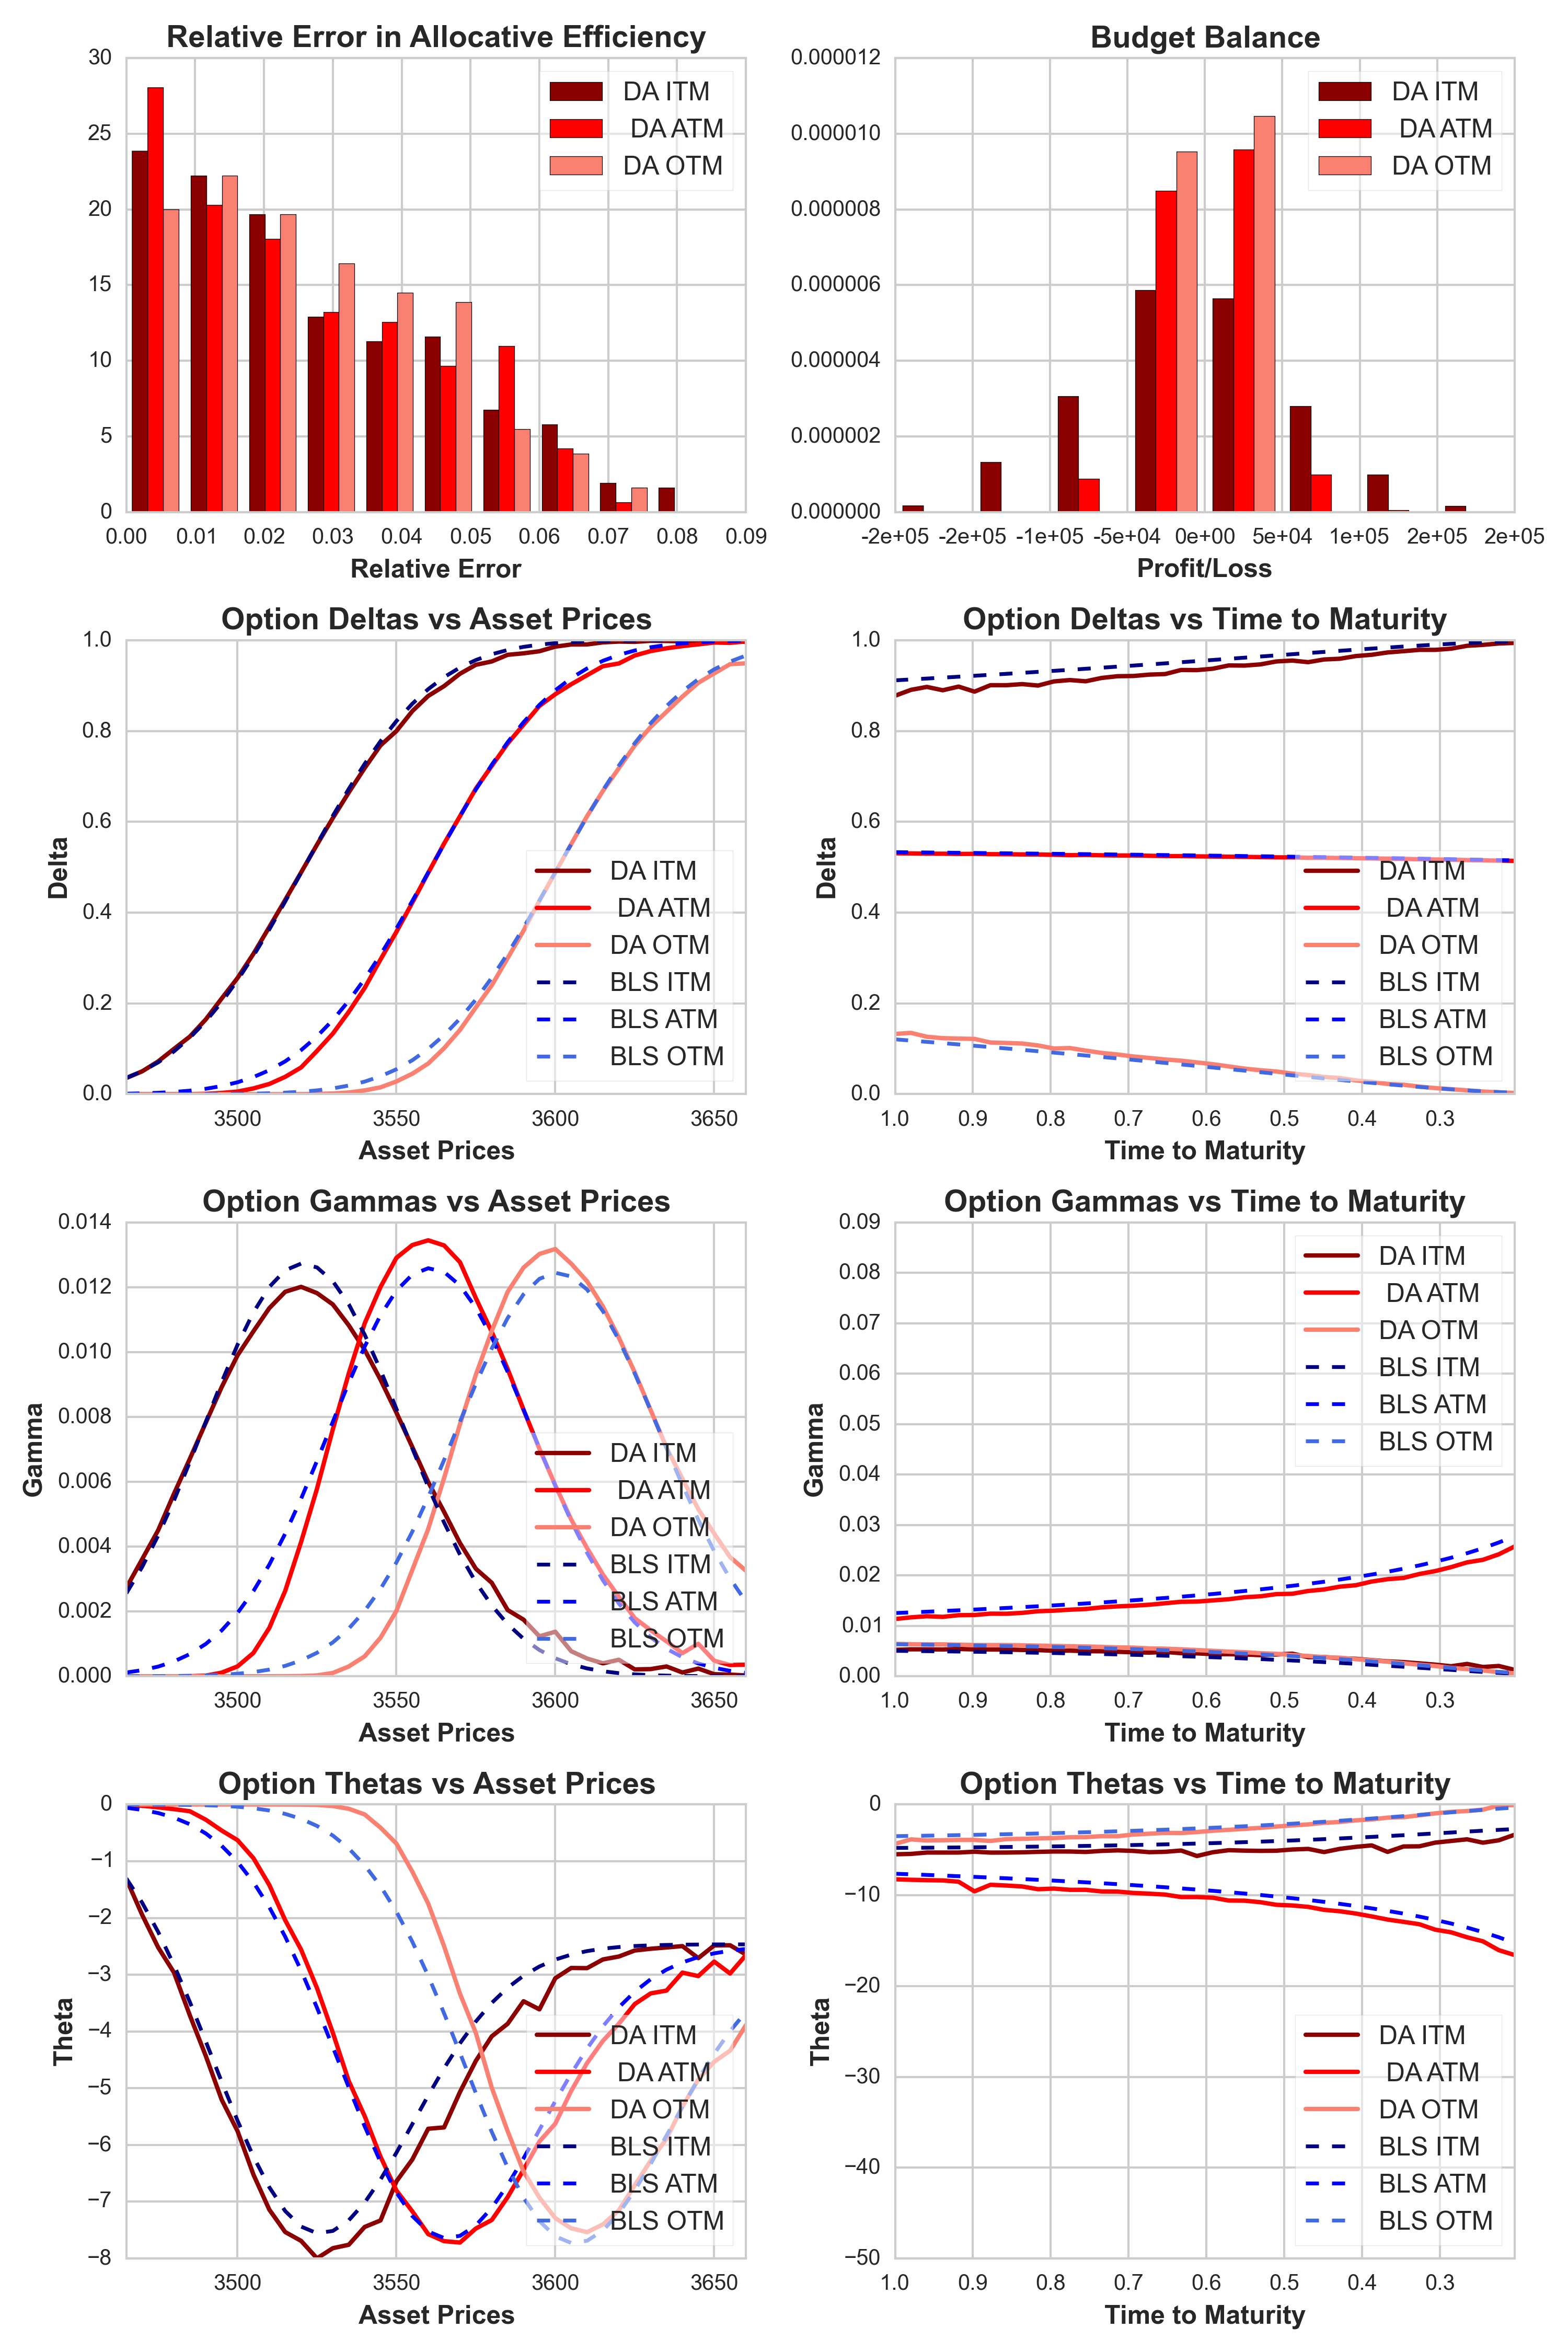 Relative Error in Allocative Efficiency
30
25
20
15
10
5
0
DA ITM
DA ATM
DA OTM
0.00 0.01 0.02 0.03 0.04 0.05 0.06 0.07 0.08 0.09
Relative Error
Budget Balance
0.000012
0.000010
0.000008
0.000006
0.000004
0.000002
0.000000
DA ITM
DA ATM
DA OTM
-2e+05 -2e+05 -1e+05 -5e+04 0e+00 5e+04 1e+05 2e+05 2e+05
Profit/Loss
Option Deltas vs Asset Prices
1.0
0.8
0.6
0.4
0.2
0.0
Delta
DA ITM
DA ATM
DA OTM
BLS ITM
BLS ATM
BLS OTM
3500 3550 3600 3650
Asset Prices
Option Deltas vs Time to Maturity
1.0
0.8
0.6
0.4
0.2
0.0
Delta
DA ITM
DA ATM
DA OTM
BLS ITM
BLS ATM
BLS OTM
1.0 0.9 0.8 0.7 0.6 0.5 0.4 0.3
Time to Maturity
Option Gammas vs Asset Prices
0.014
0.012
0.010
0.008
0.006
0.004
0.002
0.000
Gamma
DA ITM
DA ATM
DA OTM
BLS ITM
BLS ATM
BLS OTM
3500 3550 3600 3650
Asset Prices
Option Gammas vs Time to Maturity
0.09
0.08
0.07
0.06
0.05
0.04
0.03
0.02
0.01
0.00
Gamma
DA ITM
DA ATM
DA OTM
BLS ITM
BLS ATM
BLS OTM
1.0 0.9 0.8 0.7 0.6 0.5 0.4 0.3
Time to Maturity
Option Thetas vs Asset Prices
0
−1
−2
−3
−4
−5
−6
−7
−8
Theta
DA ITM
DA ATM
DA OTM
BLS ITM
BLS ATM
BLS OTM
3500 3550 3600 3650
Asset Prices
Option Thetas vs Time to Maturity
0
−10
−20
−30
−40
−50
Theta
DA ITM
DA ATM
DA OTM
BLS ITM
BLS ATM
BLS OTM
1.0 0.9 0.8 0.7 0.6 0.5 0.4 0.3
Time to Maturity